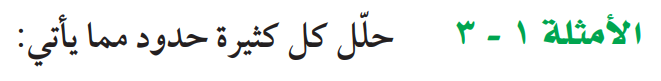 الأمثلة ١ - ٣ حلّل كل كثيرة حدود مما يأتي: